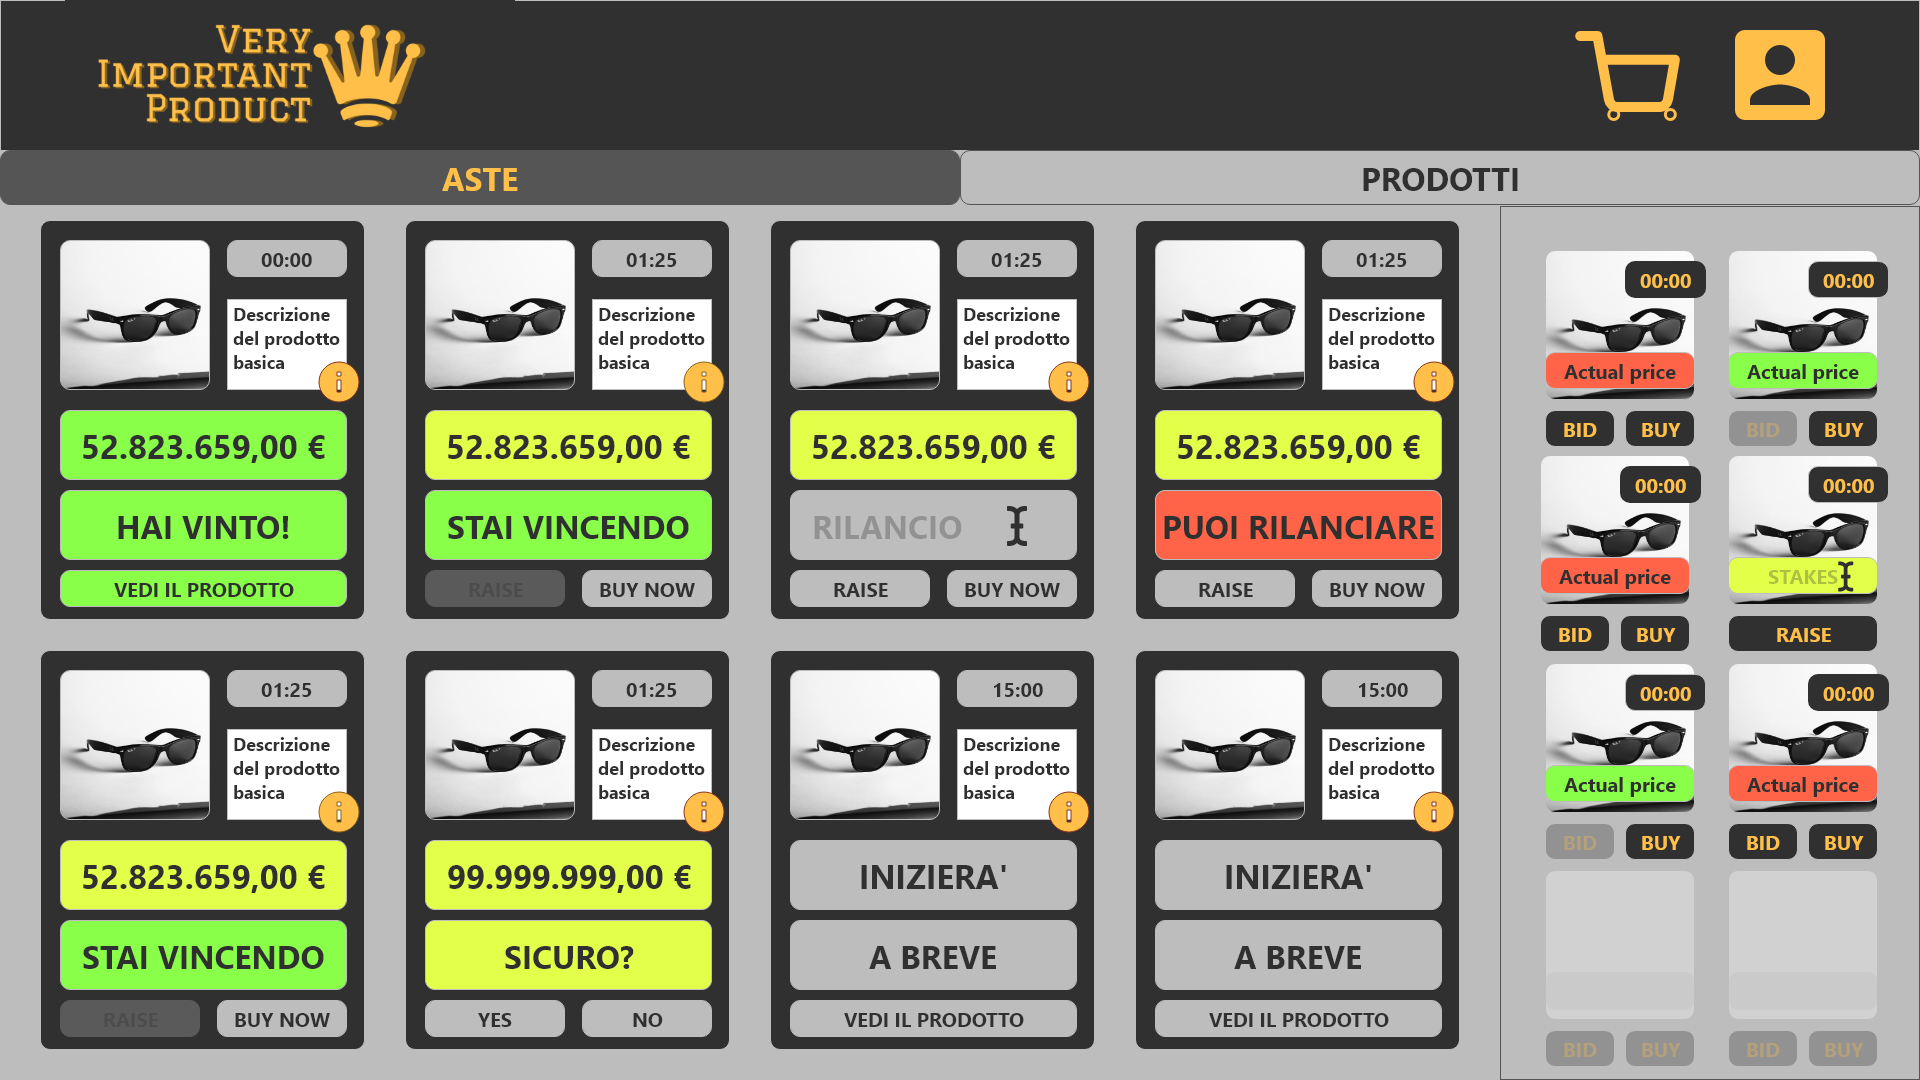 VERY
IMPORTANT
PRODUCT
ASTE
PRODOTTI
00:00
Descrizione
del prodotto
basica
i
52.823.659,00 €
HAI VINTO!
VEDI IL PRODOTTO
01:25
Descrizione
del prodotto
basica
i
52.823.659,00 €
STAI VINCENDO
RAISE
BUY NOW
01:25
Descrizione
del prodotto
basica
i
52.823.659,00 €
RILANCIO
RAISE
BUY NOW
01:25
Descrizione
del prodotto
basica
i
52.823.659,00 €
PUOI RILANCIARE
RAISE
BUY NOW
01:25
Descrizione
del prodotto
basica
i
52.823.659,00 €
STAI VINCENDO
RAISE
BUY NOW
01:25
Descrizione
del prodotto
basica
i
99.999.999,00 €
SICURO?
YES
NO
15:00
Descrizione
del prodotto
basica
i
INIZIERA'
A BREVE
VEDI IL PRODOTTO
15:00
Descrizione
del prodotto
basica
i
INIZIERA'
A BREVE
VEDI IL PRODOTTO
00:00
Actual price
BID
BUY
00:00
Actual price
BID
BUY
00:00
Actual price
BID
BUY
00:00
STAKES
RAISE
00:00
Actual price
BID
BUY
00:00
Actual price
BID
BUY
BID
BUY
BID
BUY